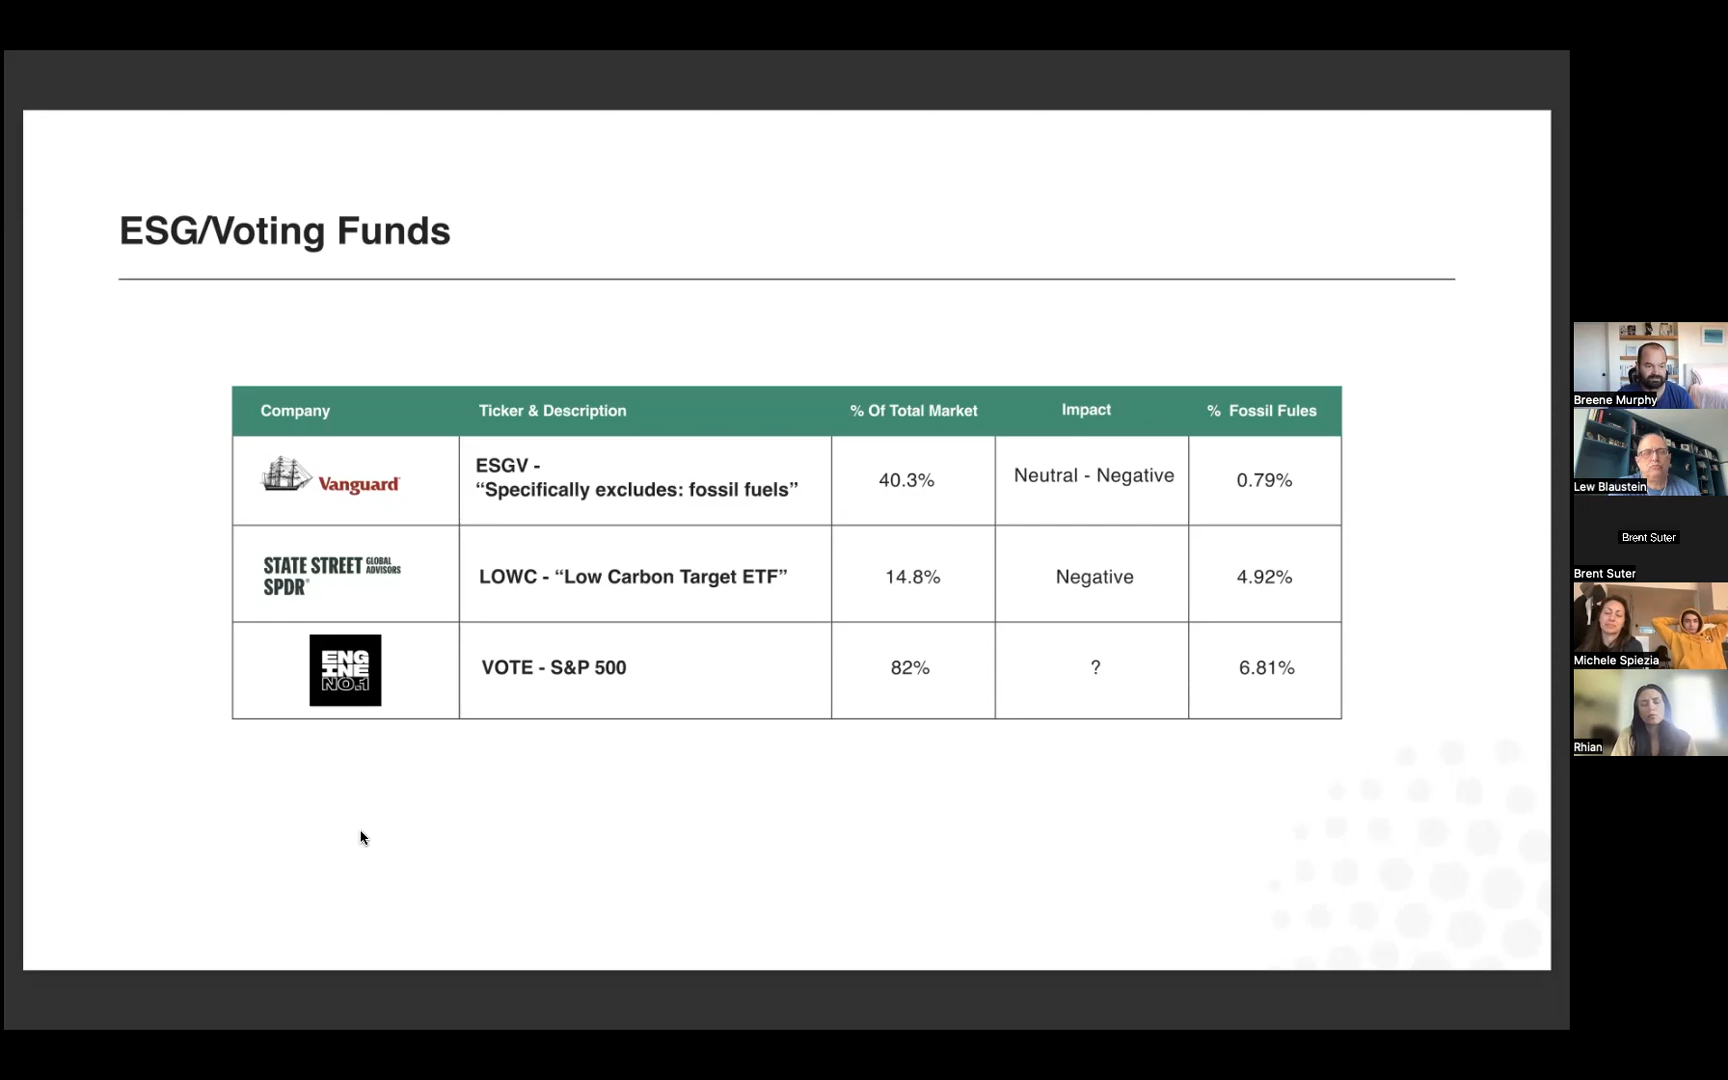 ESG/Voting Funds
Company Ticker & Description % Of Total Market Impact % Fossil Fules
Vanguard
ESGV -
“Specifically excludes: fossil fuels”
40.3% Neutral - Negative 0.79%
STATE STREET GLOBAL ADVISORS
SPDR®
LOWC - “Low Carbon Target ETF” 14.8% Negative 4.92%
ENG
INE
NO.1
VOTE - S&P 500 82% ? 6.81%
Breene Murphy
Lew Blaustein
Brent Suter
Brent Suter
Michele Spiezia
Rhian